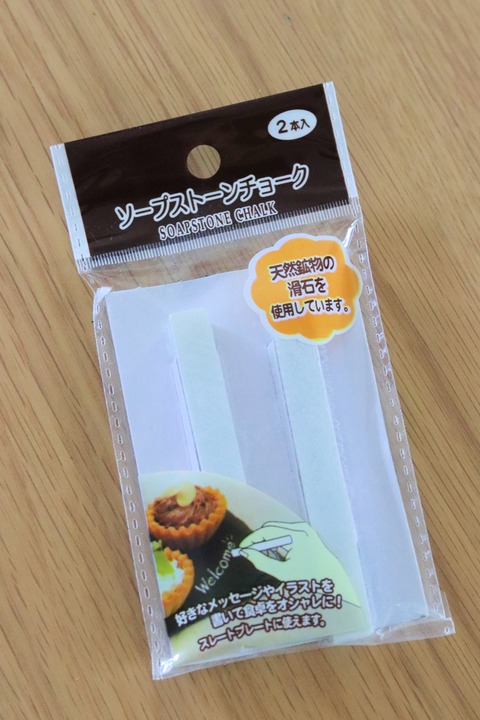 2本入
ソープストーンチョーク
SOAPSTONE CHALK
天然鉱物の
滑石を
使用しています。
Welcome
好きなメッセージやイラストを
書いて食卓をオシャレに!
スレートプレートに使えます。